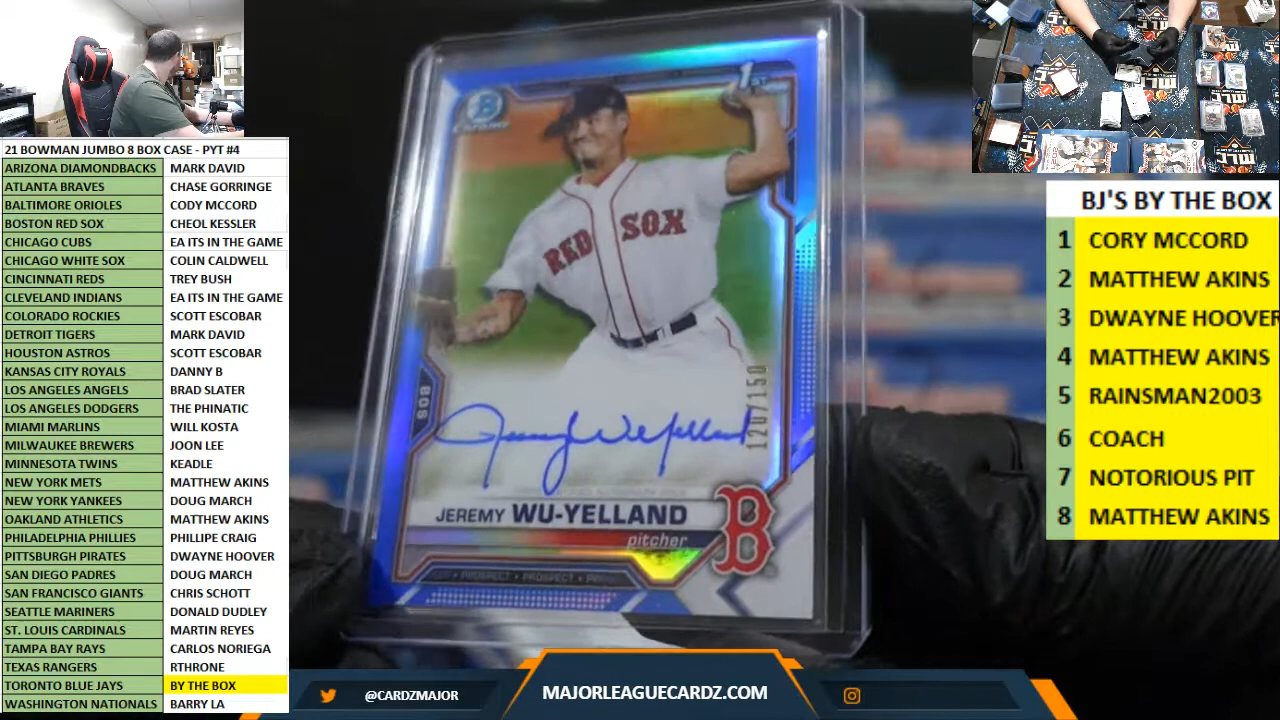 21 BOWMAN JUMBO 8 BOX CASE - PYT #4
ARIZONA DIAMONDBACKS MARK DAVID
ATLANTA BRAVES CHASE GORRINGE
BALTIMORE ORIOLES CODY MCCORD
BOSTON RED SOX CHEOL KESSLER
CHICAGO CUBS EA ITS IN THE GAME
CHICAGO WHITE SOX COLIN CALDWELL
CINCINNATI REDS TREY BUSH
CLEVELAND INDIANS EA ITS IN THE GAME
COLORADO ROCKIES SCOTT ESCOBAR
DETROIT TIGERS MARK DAVID
HOUSTON ASTROS SCOTT ESCOBAR
KANSAS CITY ROYALS DANNY B
LOS ANGELES ANGELS BRAD SLATER
LOS ANGELES DODGERS THE PHINATIC
MIAMI MARLINS WILL KOSTA
MILWAUKEE BREWERS JOON LEE
MINNESOTA TWINS KEADLE
NEW YORK METS MATTHEW AKINS
NEW YORK YANKEES DOUG MARCH
OAKLAND ATHLETICS MATTHEW AKINS
PHILADELPHIA PHILLIES PHILLIPE CRAIG
PITTSBURGH PIRATES DWAYNE HOOVER
SAN DIEGO PADRES DOUG MARCH
SAN FRANCISCO GIANTS CHRIS SCHOTT
SEATTLE MARINERS DONALD DUDLEY
ST. LOUIS CARDINALS MARTIN REYES
TAMPA BAY RAYS CARLOS NORIEGA
TEXAS RANGERS RTHRONE
TORONTO BLUE JAYS BY THE BOX
WASHINGTON NATIONALS BARRY LA
1ST
B
CHROME
RED SOX
BOS
120/150
Jeremy Wu-Yelland
JEREMY WU-YELLAND
pitcher
B
• PROSPECT • PROSPECT •
BJ'S BY THE BOX
1 CORY MCCORD
2 MATTHEW AKINS
3 DWAYNE HOOVER
4 MATTHEW AKINS
5 RAINSMAN2003
6 COACH
7 NOTORIOUS PIT
8 MATTHEW AKINS
@CARDZMAJOR
MAJORLEAGUECARDZ.COM